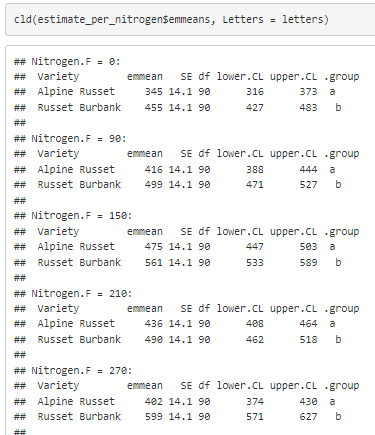 cld(estimate_per_nitrogen$emmeans, Letters = letters)
## Nitrogen.F = 0:
##  Variety        emmean   SE df lower.CL upper.CL .group
##  Alpine Russet     345 14.1 90      316      373  a
##  Russet Burbank    455 14.1 90      427      483   b
##
## Nitrogen.F = 90:
##  Variety        emmean   SE df lower.CL upper.CL .group
##  Alpine Russet     416 14.1 90      388      444  a
##  Russet Burbank    499 14.1 90      471      527   b
##
## Nitrogen.F = 150:
##  Variety        emmean   SE df lower.CL upper.CL .group
##  Alpine Russet     475 14.1 90      447      503  a
##  Russet Burbank    561 14.1 90      533      589   b
##
## Nitrogen.F = 210:
##  Variety        emmean   SE df lower.CL upper.CL .group
##  Alpine Russet     436 14.1 90      408      464  a
##  Russet Burbank    490 14.1 90      462      518   b
##
## Nitrogen.F = 270:
##  Variety        emmean   SE df lower.CL upper.CL .group
##  Alpine Russet     402 14.1 90      374      430  a
##  Russet Burbank    599 14.1 90      571      627   b
##